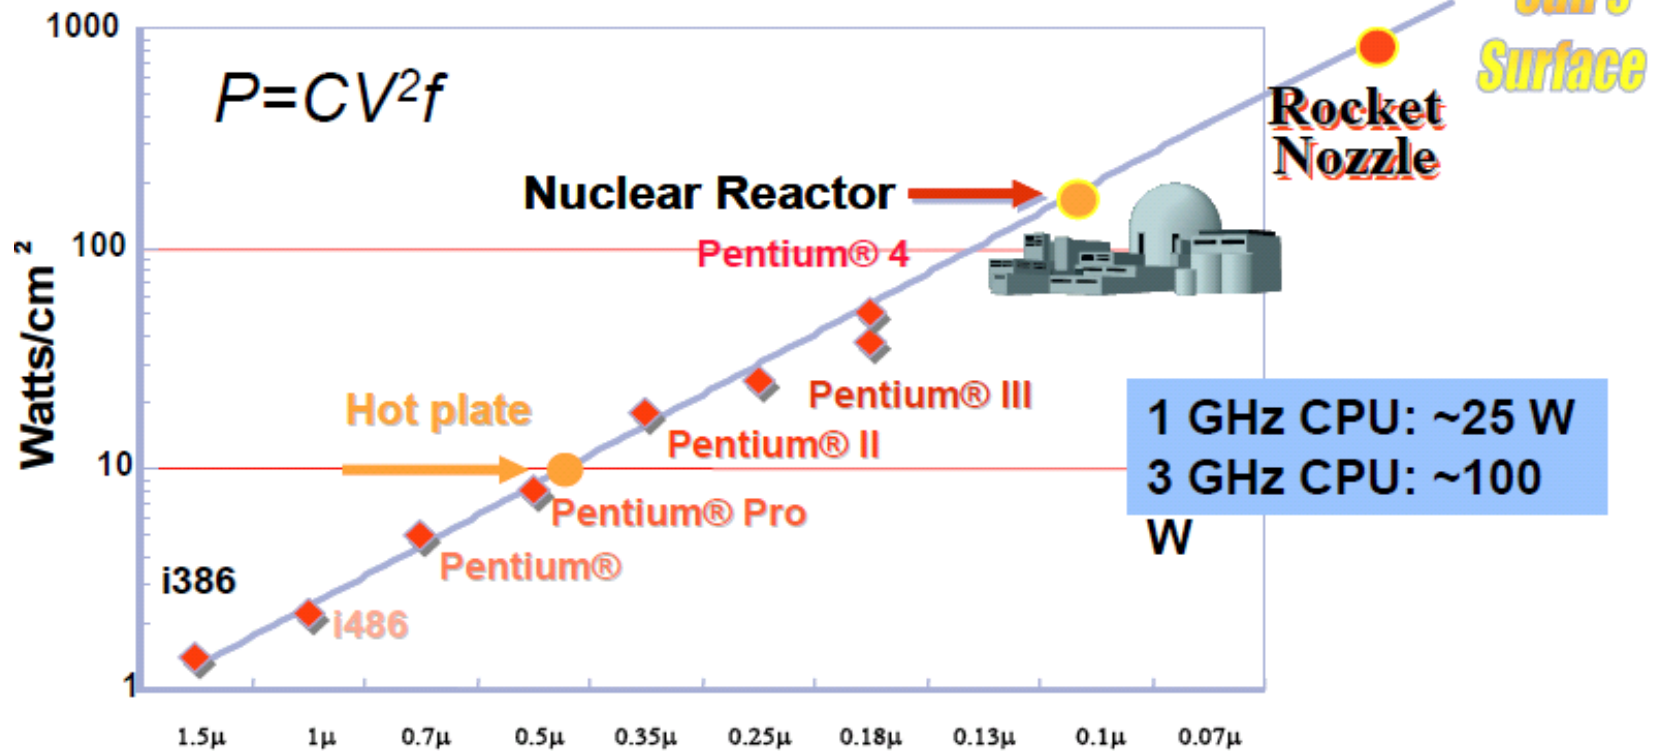 1000
P=CV²f
Surface
Rocket
Nozzle
Nuclear Reactor
100
Pentium® 4
Watts/cm²
Hot plate
Pentium® III
1 GHz CPU: ~25 W
3 GHz CPU: ~100
W
Pentium® II
10
Pentium® Pro
Pentium®
i386
i486
1
1.5µ 1µ 0.7µ 0.5µ 0.35µ 0.25µ 0.18µ 0.13µ 0.1µ 0.07µ